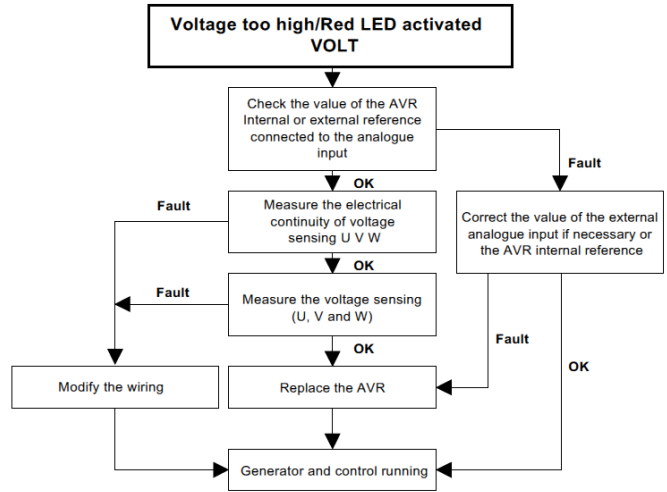 Voltage too high/Red LED activated
VOLT
Check the value of the AVR
Internal or external reference
connected to the analogue
input
Fault
OK
Fault
Measure the electrical
continuity of voltage
sensing U V W
Correct the value of the external
analogue input if necessary or
the AVR internal reference
OK
Fault
Measure the voltage sensing
(U, V and W)
Fault
OK
OK
Modify the wiring
Replace the AVR
Generator and control running